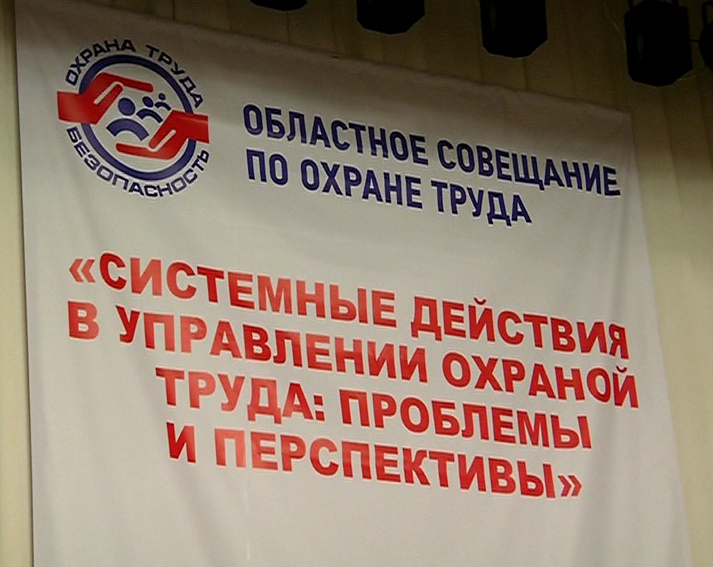 ОХРАНА ТРУДА
БЕЗОПАСНОСТЬ
ОБЛАСТНОЕ СОВЕЩАНИЕ
ПО ОХРАНЕ ТРУДА
«СИСТЕМНЫЕ ДЕЙСТВИЯ
В УПРАВЛЕНИИ ОХРАНОЙ
ТРУДА: ПРОБЛЕМЫ
И ПЕРСПЕКТИВЫ»